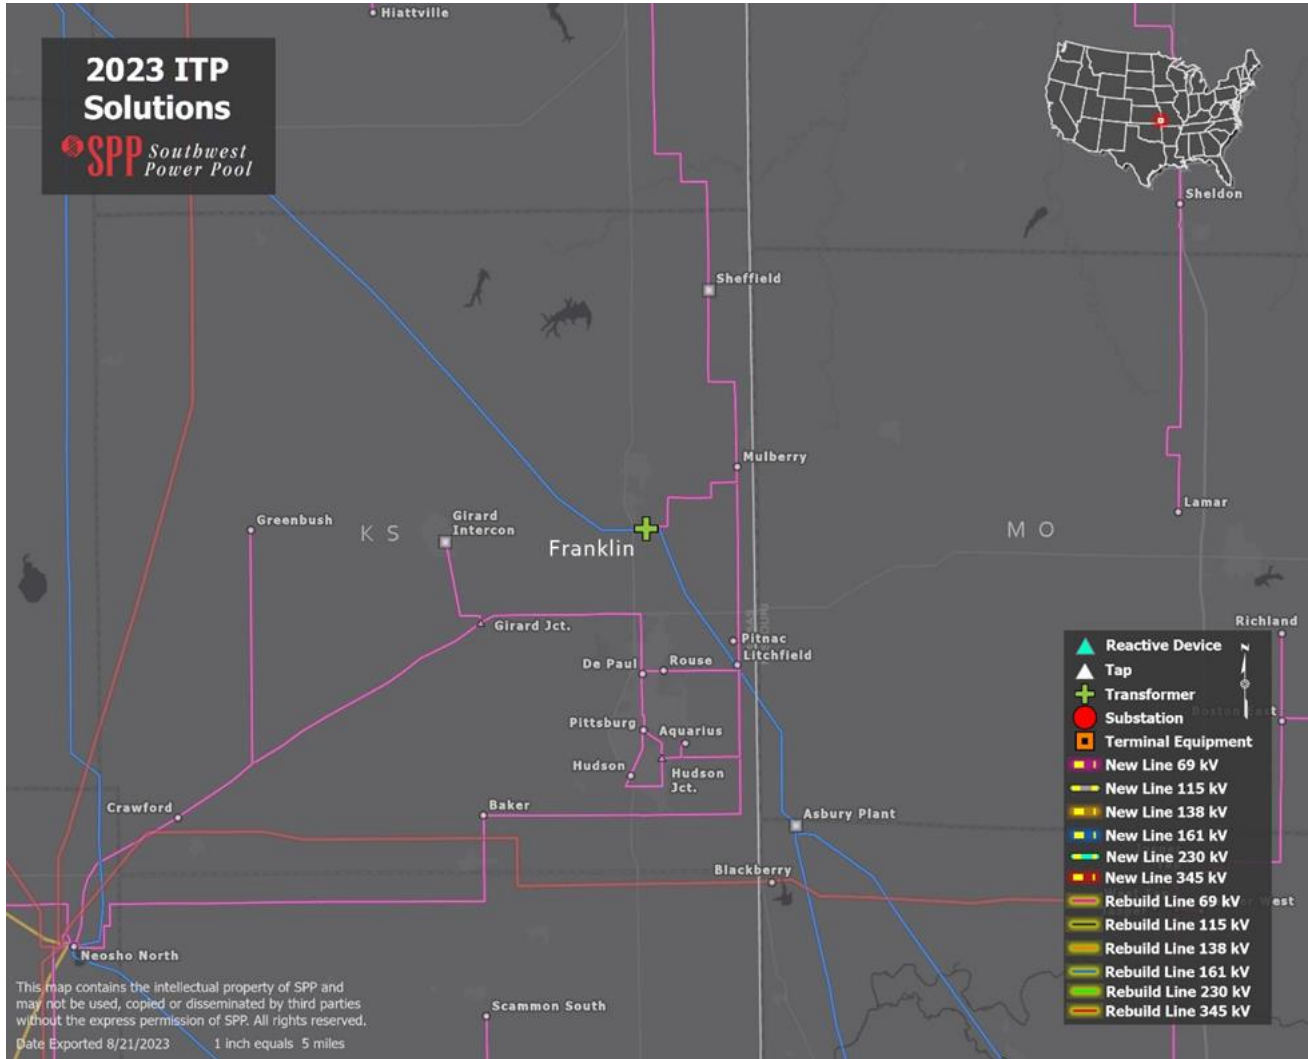 Hiattville
2023 ITP
Solutions
SPP Southwest
Power Pool
Sheldon
Sheffield
Mulberry
Lamar
Greenbush
KS
Girard
Intercon
Franklin
MO
Girard Jct.
Pitnac
Richland
De Paul
Rouse
Litchfield
Pittsburg
Aquarius
Hudson
Hudson
Jct.
Crawford
Baker
Asbury Plant
Blackberry
Neosho North
Scammon South
N
Reactive Device
Tap
Transformer
Substation
Terminal Equipment
New Line 69 kV
New Line 115 kV
New Line 138 kV
New Line 161 kV
New Line 230 kV
New Line 345 kV
Rebuild Line 69 kV
Rebuild Line 115 kV
Rebuild Line 138 kV
Rebuild Line 161 kV
Rebuild Line 230 kV
Rebuild Line 345 kV
West
This map contains the intellectual property of SPP and
may not be used, copied or disseminated by third parties
without the express permission of SPP. All rights reserved.
Date Exported 8/21/2023 1 inch equals 5 miles